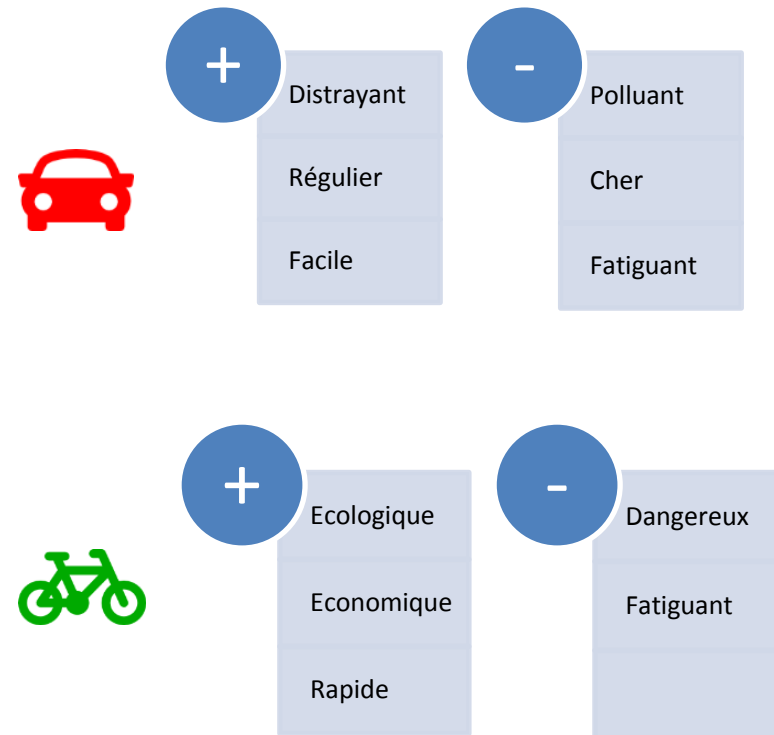 +
Distrayant
Régulier
Facile
-
Polluant
Cher
Fatiguant
+
Ecologique
Economique
Rapide
-
Dangereux
Fatiguant